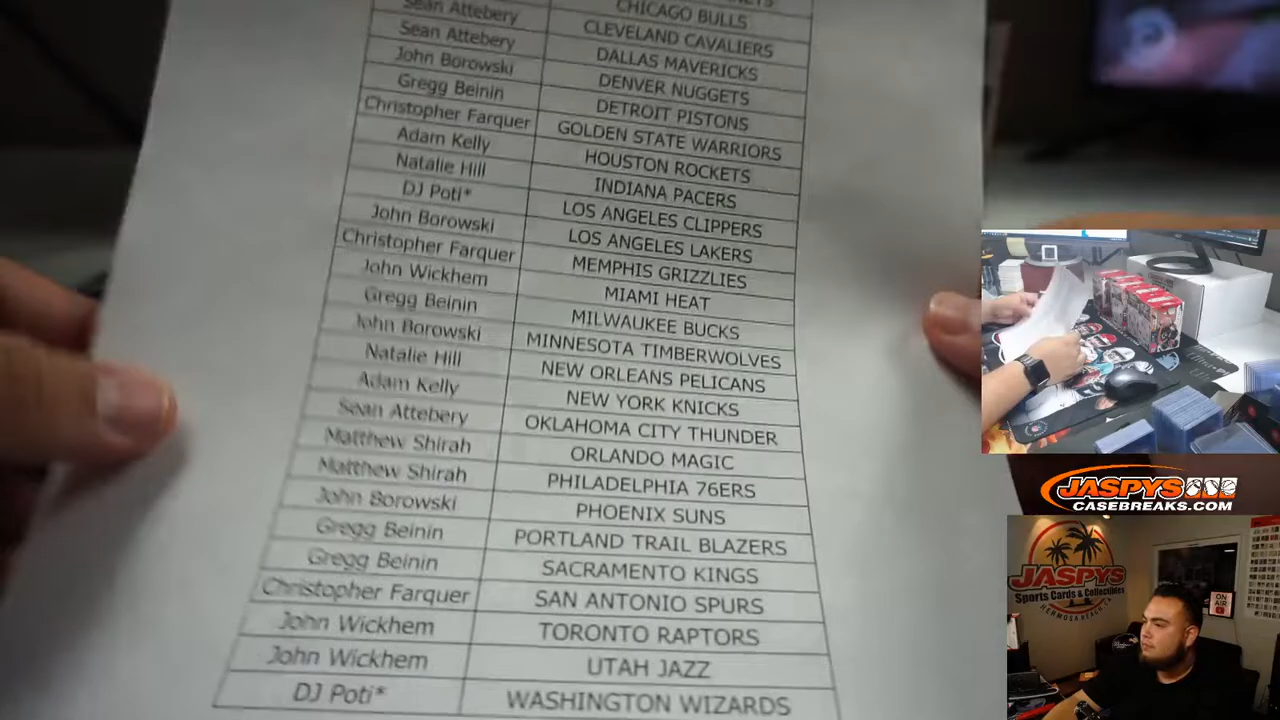 CHICAGO BULLS
Sean Attebery CLEVELAND CAVALIERS
Sean Attebery DALLAS MAVERICKS
John Borowski DENVER NUGGETS
Gregg Beinin DETROIT PISTONS
Christopher Farquer GOLDEN STATE WARRIORS
Adam Kelly HOUSTON ROCKETS
Natalie Hill INDIANA PACERS
DJ Poti* LOS ANGELES CLIPPERS
John Borowski LOS ANGELES LAKERS
Christopher Farquer MEMPHIS GRIZZLIES
John Wickhem MIAMI HEAT
Gregg Beinin MILWAUKEE BUCKS
John Borowski MINNESOTA TIMBERWOLVES
Natalie Hill NEW ORLEANS PELICANS
Adam Kelly NEW YORK KNICKS
Sean Attebery OKLAHOMA CITY THUNDER
Matthew Shirah ORLANDO MAGIC
Matthew Shirah PHILADELPHIA 76ERS
John Borowski PHOENIX SUNS
Gregg Beinin PORTLAND TRAIL BLAZERS
Gregg Beinin SACRAMENTO KINGS
Christopher Farquer SAN ANTONIO SPURS
John Wickhem TORONTO RAPTORS
John Wickhem UTAH JAZZ
DJ Poti* WASHINGTON WIZARDS
JASPYS
CASEBREAKS.COM
JASPYS
Sports Cards & Collectibles
HERMOSA BEACH, CA
ON AIR